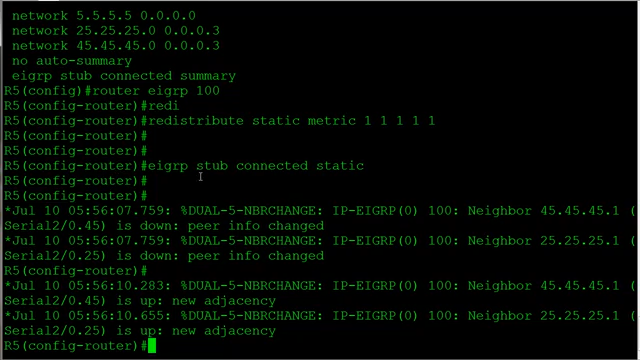 network 5.5.5.5 0.0.0.0
network 25.25.25.0 0.0.0.3
network 45.45.45.0 0.0.0.3
no auto-summary
eigrp stub connected summary
R5(config)#router eigrp 100
R5(config-router)#redi
R5(config-router)#redistribute static metric 1 1 1 1 1
R5(config-router)#
R5(config-router)#
R5(config-router)#eigrp stub connected static
R5(config-router)#
R5(config-router)#
*Jul 10 05:56:07.759: %DUAL-5-NBRCHANGE: IP-EIGRP(0) 100: Neighbor 45.45.45.1 (
Serial2/0.45) is down: peer info changed
*Jul 10 05:56:07.759: %DUAL-5-NBRCHANGE: IP-EIGRP(0) 100: Neighbor 25.25.25.1 (
Serial2/0.25) is down: peer info changed
R5(config-router)#
*Jul 10 05:56:10.283: %DUAL-5-NBRCHANGE: IP-EIGRP(0) 100: Neighbor 45.45.45.1 (
Serial2/0.45) is up: new adjacency
*Jul 10 05:56:10.655: %DUAL-5-NBRCHANGE: IP-EIGRP(0) 100: Neighbor 25.25.25.1 (
Serial2/0.25) is up: new adjacency
R5(config-router)#